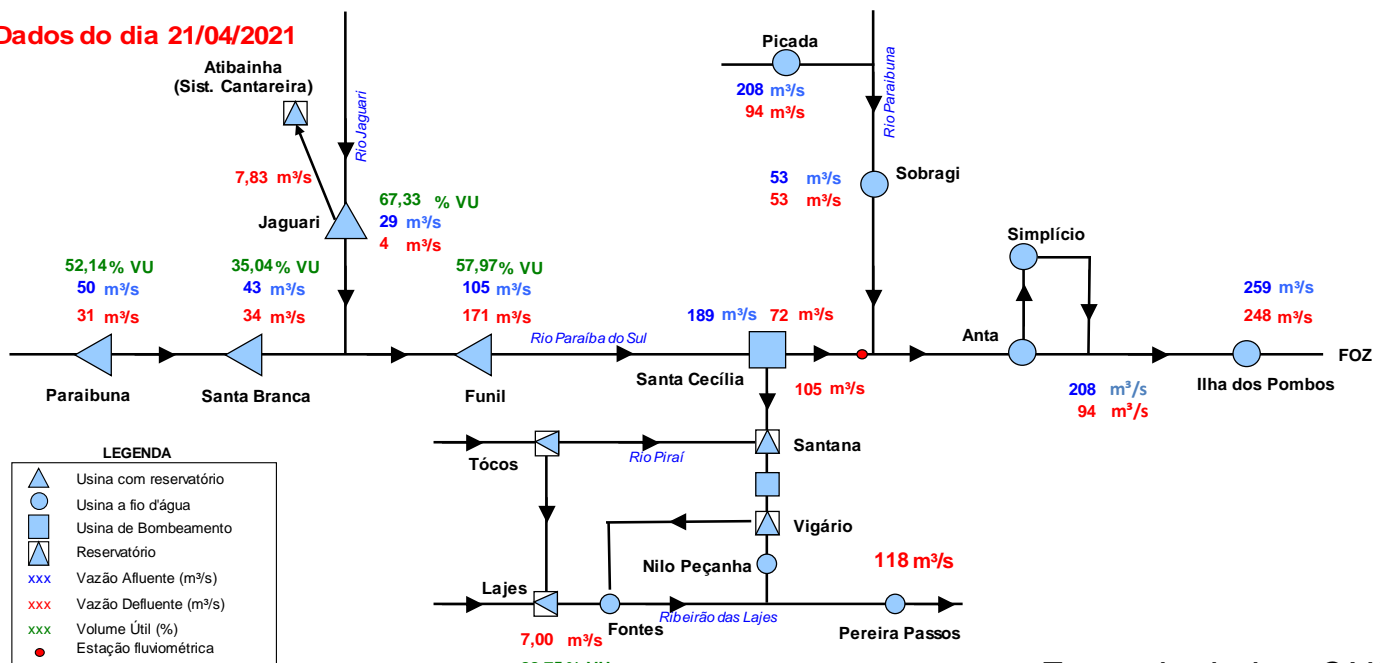 Dados do dia 21/04/2021
Atibainha
(Sist. Cantareira)
Rio Jaguari
7,83 m³/s
Jaguari
67,33 % VU
29 m³/s
4 m³/s
Picada
208 m³/s
94 m³/s
Rio Paraibuna
53 m³/s
53 m³/s
Sobragi
Simplício
52,14 % VU
50 m³/s
31 m³/s
Paraibuna
35,04 % VU
43 m³/s
34 m³/s
Santa Branca
57,97 % VU
105 m³/s
171 m³/s
Funil
Rio Paraíba do Sul
189 m³/s 72 m³/s
Santa Cecília
105 m³/s
Anta
208 m³/s
94 m³/s
259 m³/s
248 m³/s
Ilha dos Pombos
FOZ
Tócos
Rio Piraí
Santana
Vigário
Nilo Peçanha
118 m³/s
Lajes
7,00 m³/s
Fontes
Ribeirão das Lajes
Pereira Passos
LEGENDA
Usina com reservatório
Usina a fio d'água
Usina de Bombeamento
Reservatório
xxx Vazão Afluente (m³/s)
xxx Vazão Defluente (m³/s)
xxx Volume Útil (%)
Estação fluviométrica